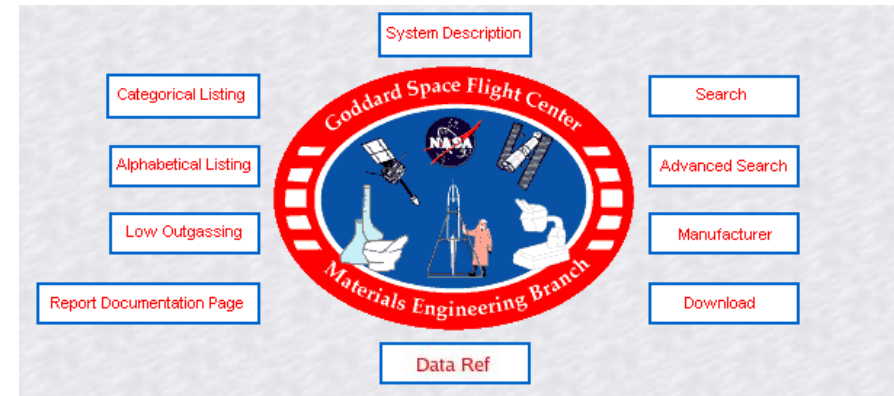 System Description
Categorical Listing
Goddard Space Flight Center
Search
NASA
Alphabetical Listing
Advanced Search
Low Outgassing
Manufacturer
Materials Engineering Branch
Report Documentation Page
Download
Data Ref